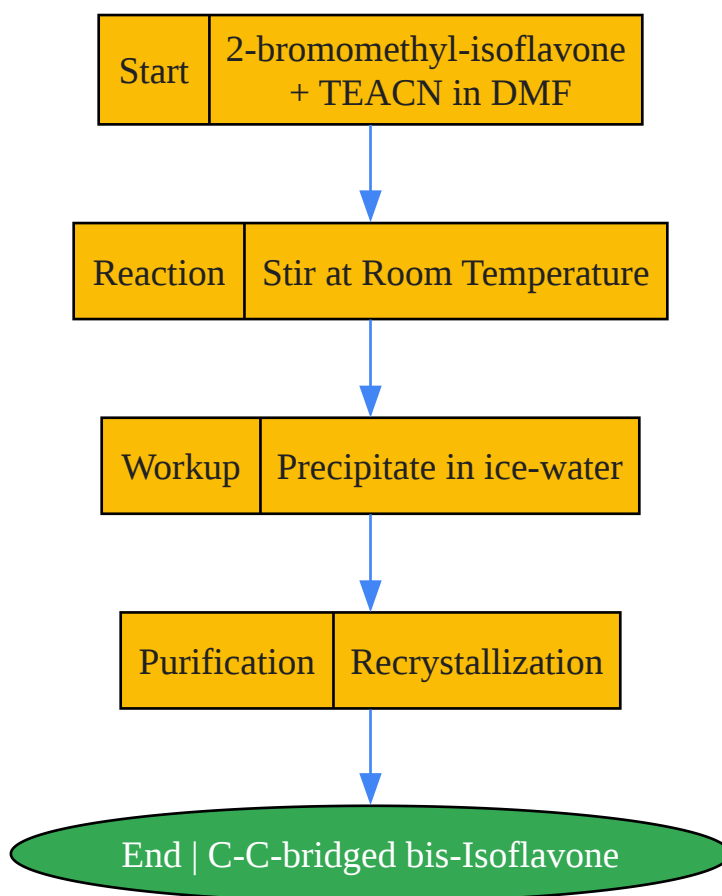 Start
2-bromomethyl-isoflavone
+ TEACN in DMF
Reaction
Stir at Room Temperature
Workup
Precipitate in ice-water
Purification
Recrystallization
End | C-C-bridged bis-Isoflavone